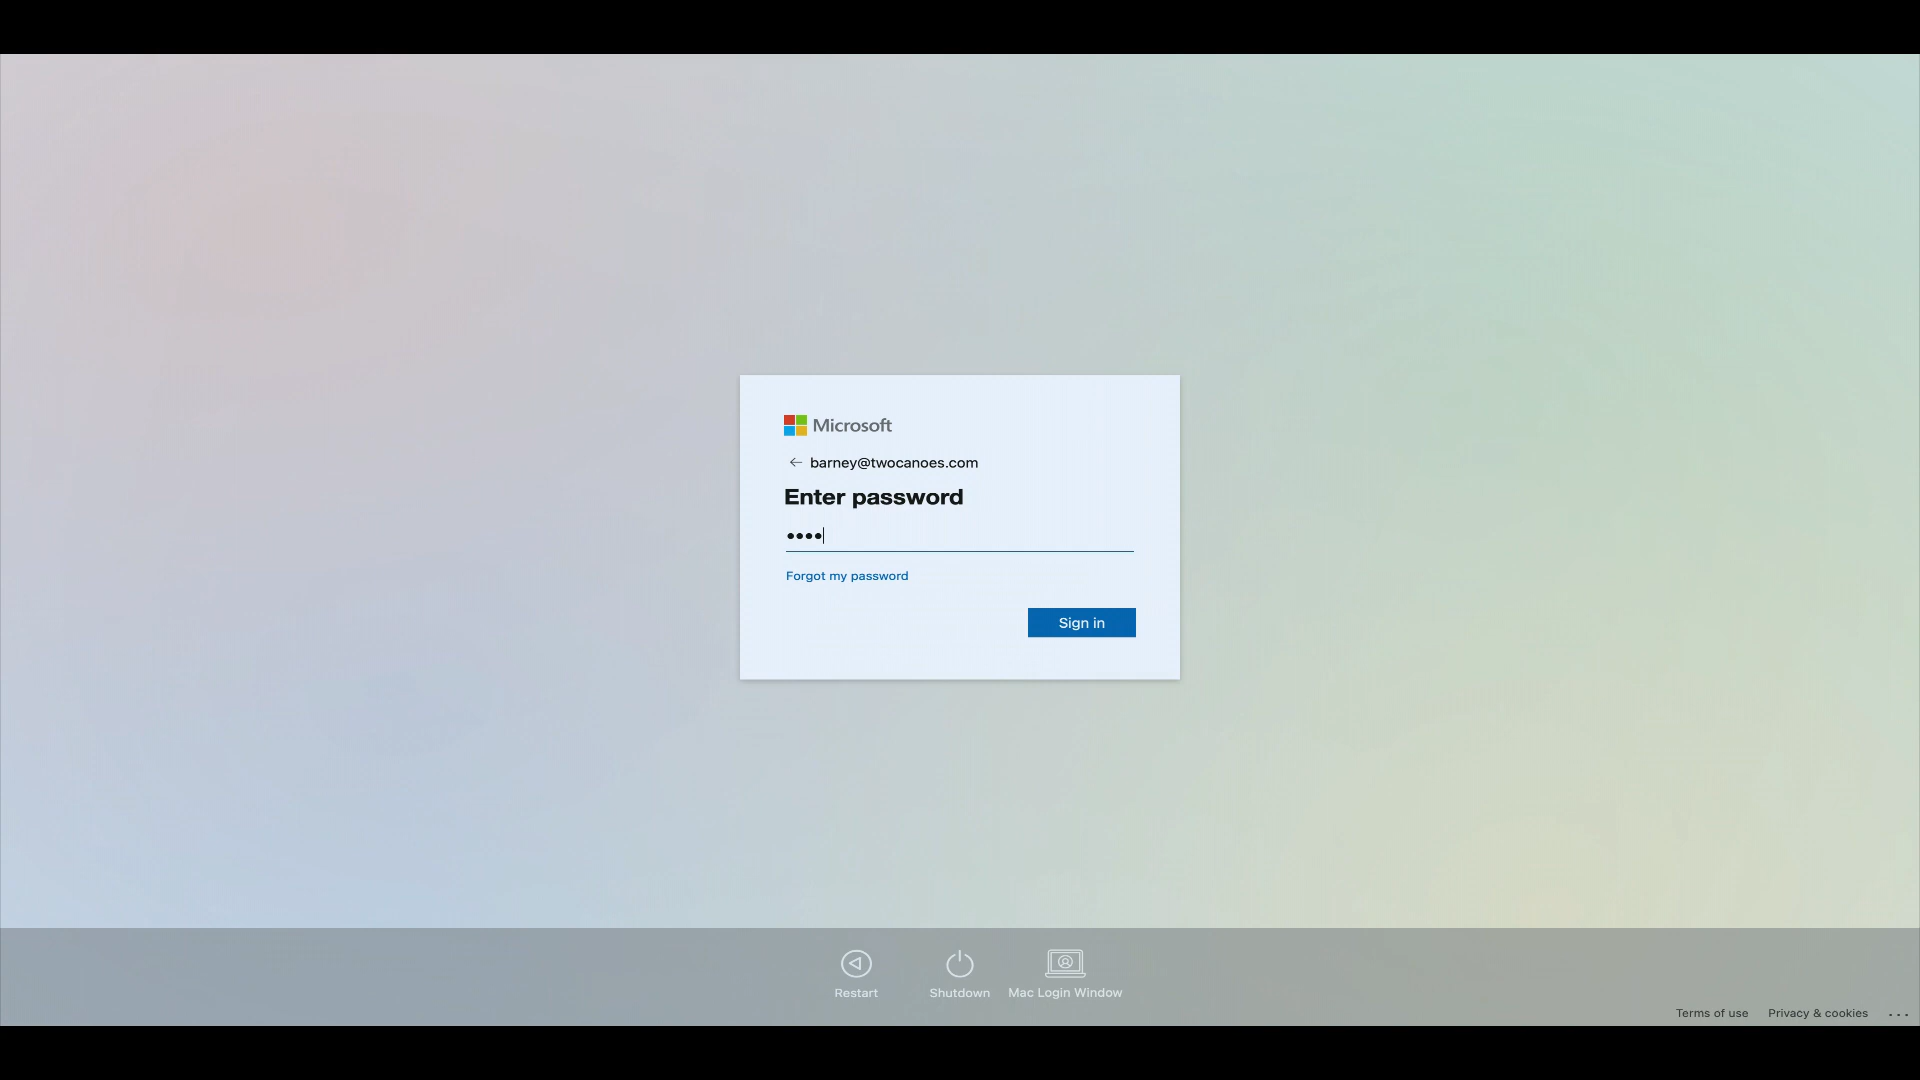 Microsoft
barney@twocanoes.com
Enter password
••••
Forgot my password
Sign in
Restart
Shutdown
Mac Login Window
Terms of use
Privacy & cookies
...